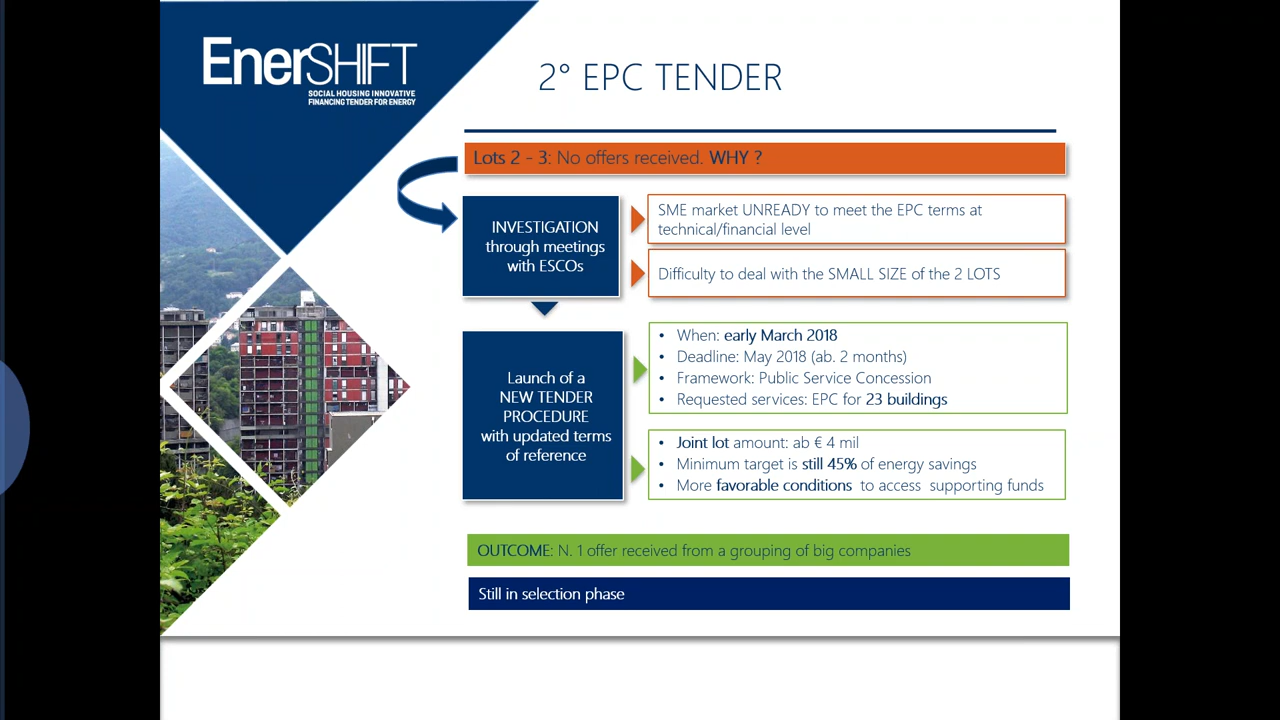 EnerSHIFT
SOCIAL HOUSING INNOVATIVE
FINANCING TENDER FOR ENERGY
2° EPC TENDER
Lots 2 - 3: No offers received. WHY ?
INVESTIGATION
through meetings
with ESCOs
SME market UNREADY to meet the EPC terms at
technical/financial level
Difficulty to deal with the SMALL SIZE of the 2 LOTS
Launch of a
NEW TENDER
PROCEDURE
with updated terms
of reference
• When: early March 2018
• Deadline: May 2018 (ab. 2 months)
• Framework: Public Service Concession
• Requested services: EPC for 23 buildings
• Joint lot amount: ab € 4 mil
• Minimum target is still 45% of energy savings
• More favorable conditions to access supporting funds
OUTCOME: N. 1 offer received from a grouping of big companies
Still in selection phase